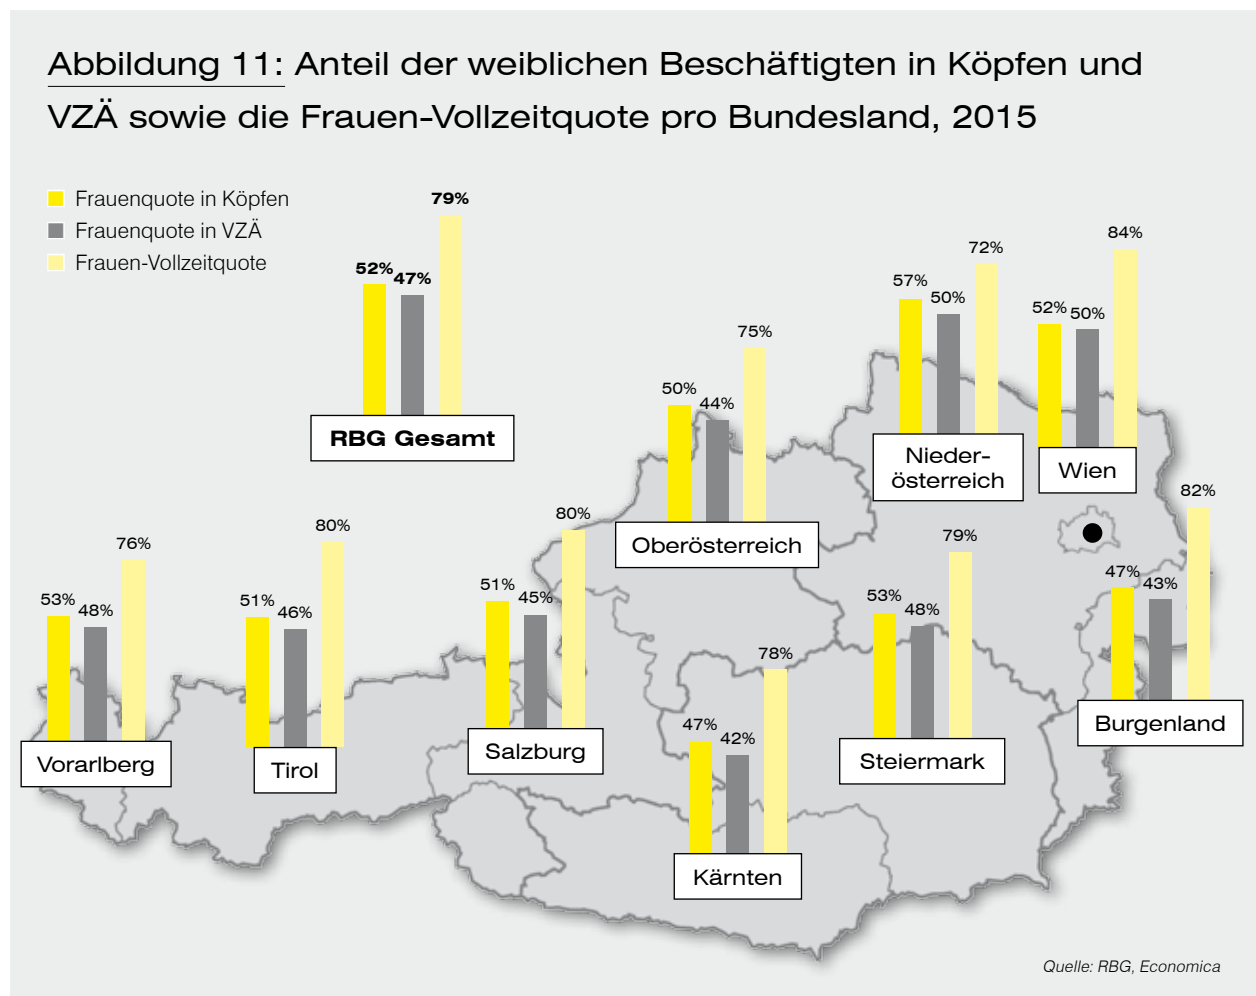 Abbildung 11: Anteil der weiblichen Beschäftigten in Köpfen und
VZÄ sowie die Frauen-Vollzeitquote pro Bundesland, 2015
Frauenquote in Köpfen
Frauenquote in VZÄ
Frauen-Vollzeitquote
52%
47%
79%
RBG Gesamt
57%
50%
72%
Nieder-
österreich
52%
50%
84%
Wien
50%
44%
75%
Oberösterreich
53%
48%
76%
Vorarlberg
51%
46%
80%
Tirol
51%
45%
80%
Salzburg
47%
42%
78%
Kärnten
53%
48%
79%
Steiermark
47%
43%
82%
Burgenland
Quelle: RBG, Economica